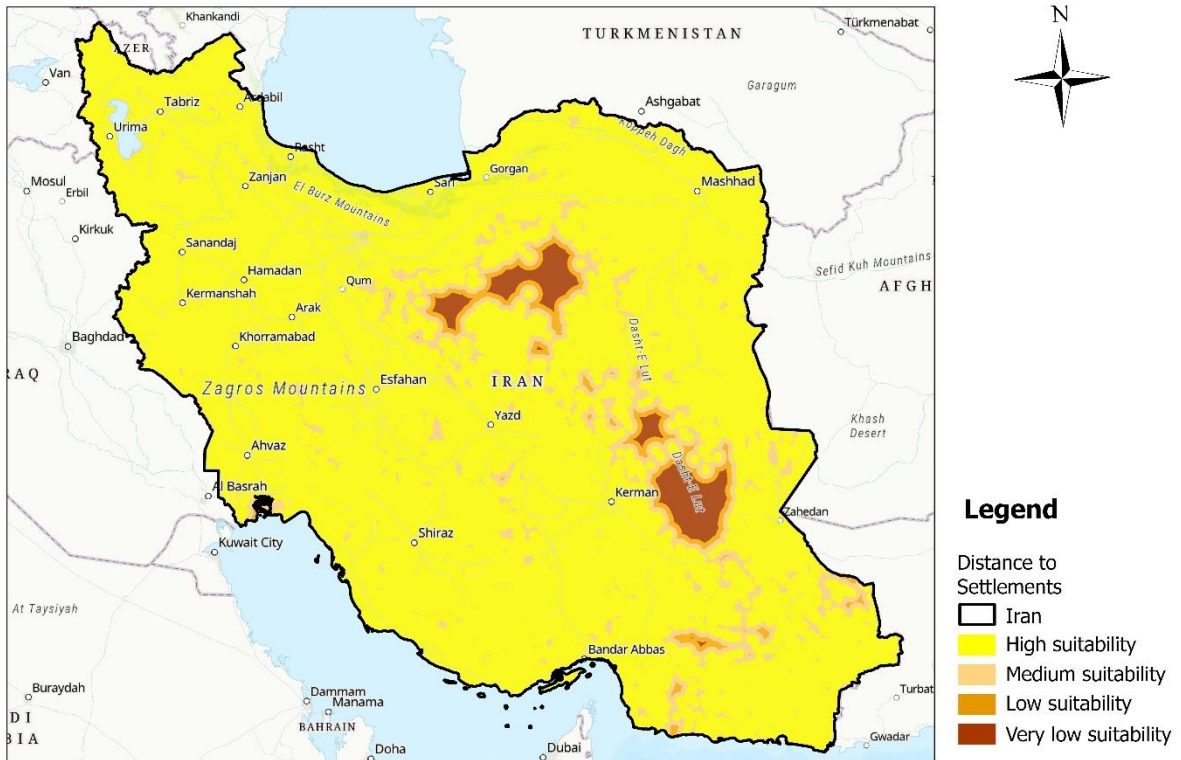 Khankandi
Türkmenabat
AZER
TURKMENISTAN
N
Van
Garagum
Tabriz
Ardabil
Ashgabat
Urima
Koppeh Dagh
Rasht
Gorgan
Mosul
Zanjan
Sari
Mashhad
Erbil
El Burz Mountains
Kirkuk
Sanandaj
Sefid Kuh Mountains
Hamadan
Qum
AFGH
Kermanshah
Arak
Baghdad
Khorramabad
Dasht-E Lut
RAQ
Zagros Mountains
Esfahan
IRAN
Yazd
Khash
Desert
Ahvaz
Dasht-E Lut
Al Basrah
Kerman
Zahedan
Legend
Shiraz
Kuwait City
Distance to
Settlements
At Taysiyah
Iran
High suitability
Bandar Abbas
Medium suitability
Buraydah
Dammam
Turbat
Low suitability
Manama
DI
BIA
BAHRAIN
Very low suitability
Doha
Dubai
Gwadar